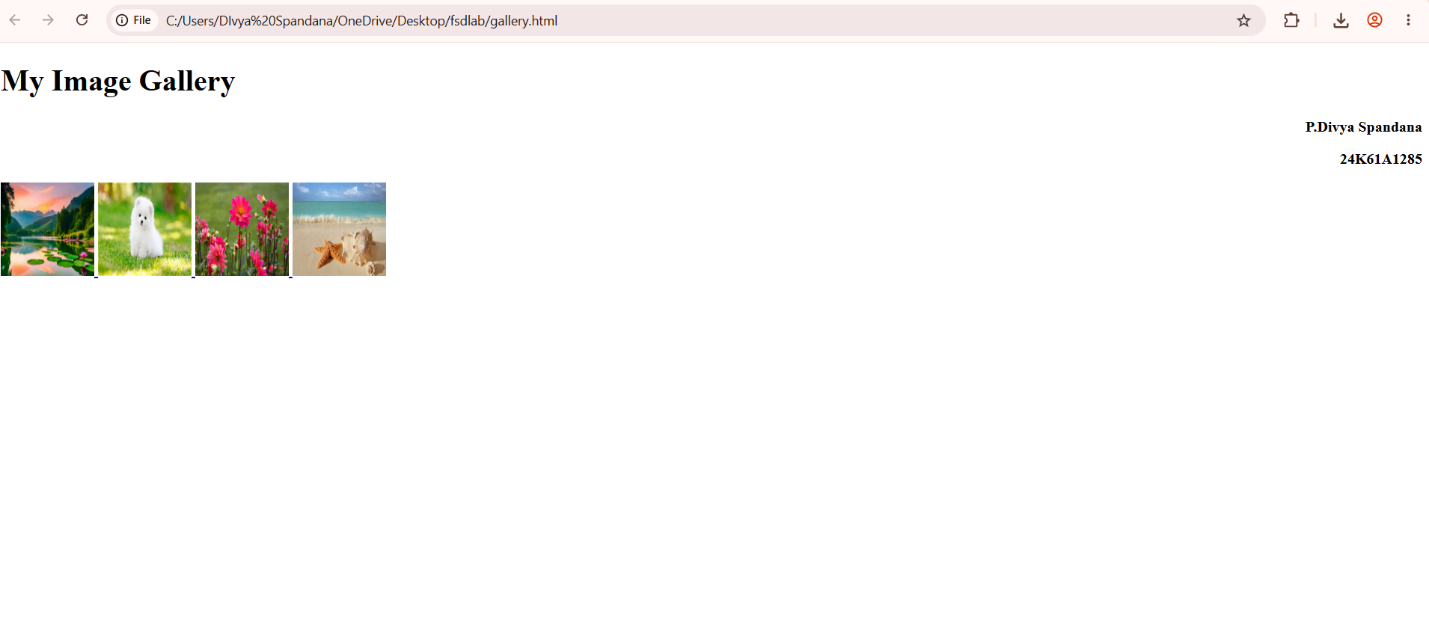 File C:/Users/DIvya%20Spandana/OneDrive/Desktop/fsdlab/gallery.html
My Image Gallery
P.Divya Spandana
24K61A1285